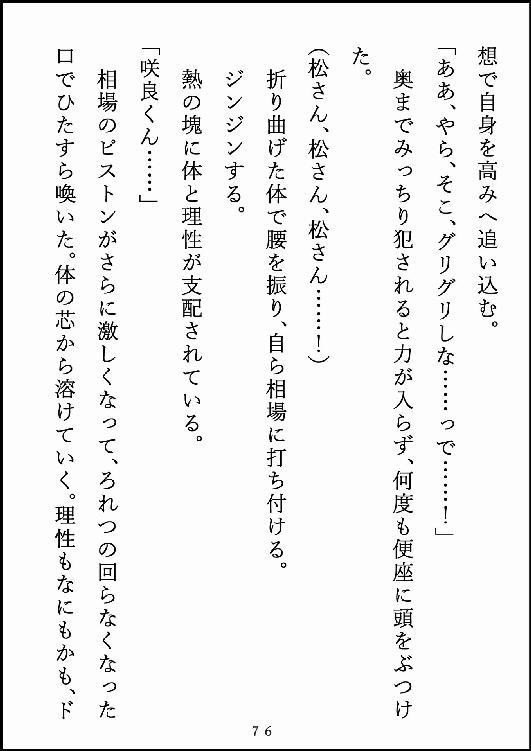 想で自身を高みへ追い込む。
「ああ、やら、そこ、グリグリしな……っで……！」
　奥までみっちり犯されると力が入らず、何度も便座に頭をぶつけ
た。
（松さん、松さん、松さん……！）
　折り曲げた体で腰を振り、自ら相場に打ち付ける。
ジンジンする。
　熱の塊に体と理性が支配されている。
「咲良くん……」
　相場のピストンがさらに激しくなって、ろれつの回らなくなった
口でひたすら喚いた。体の芯から溶けていく。理性もなにもかも、ド
76